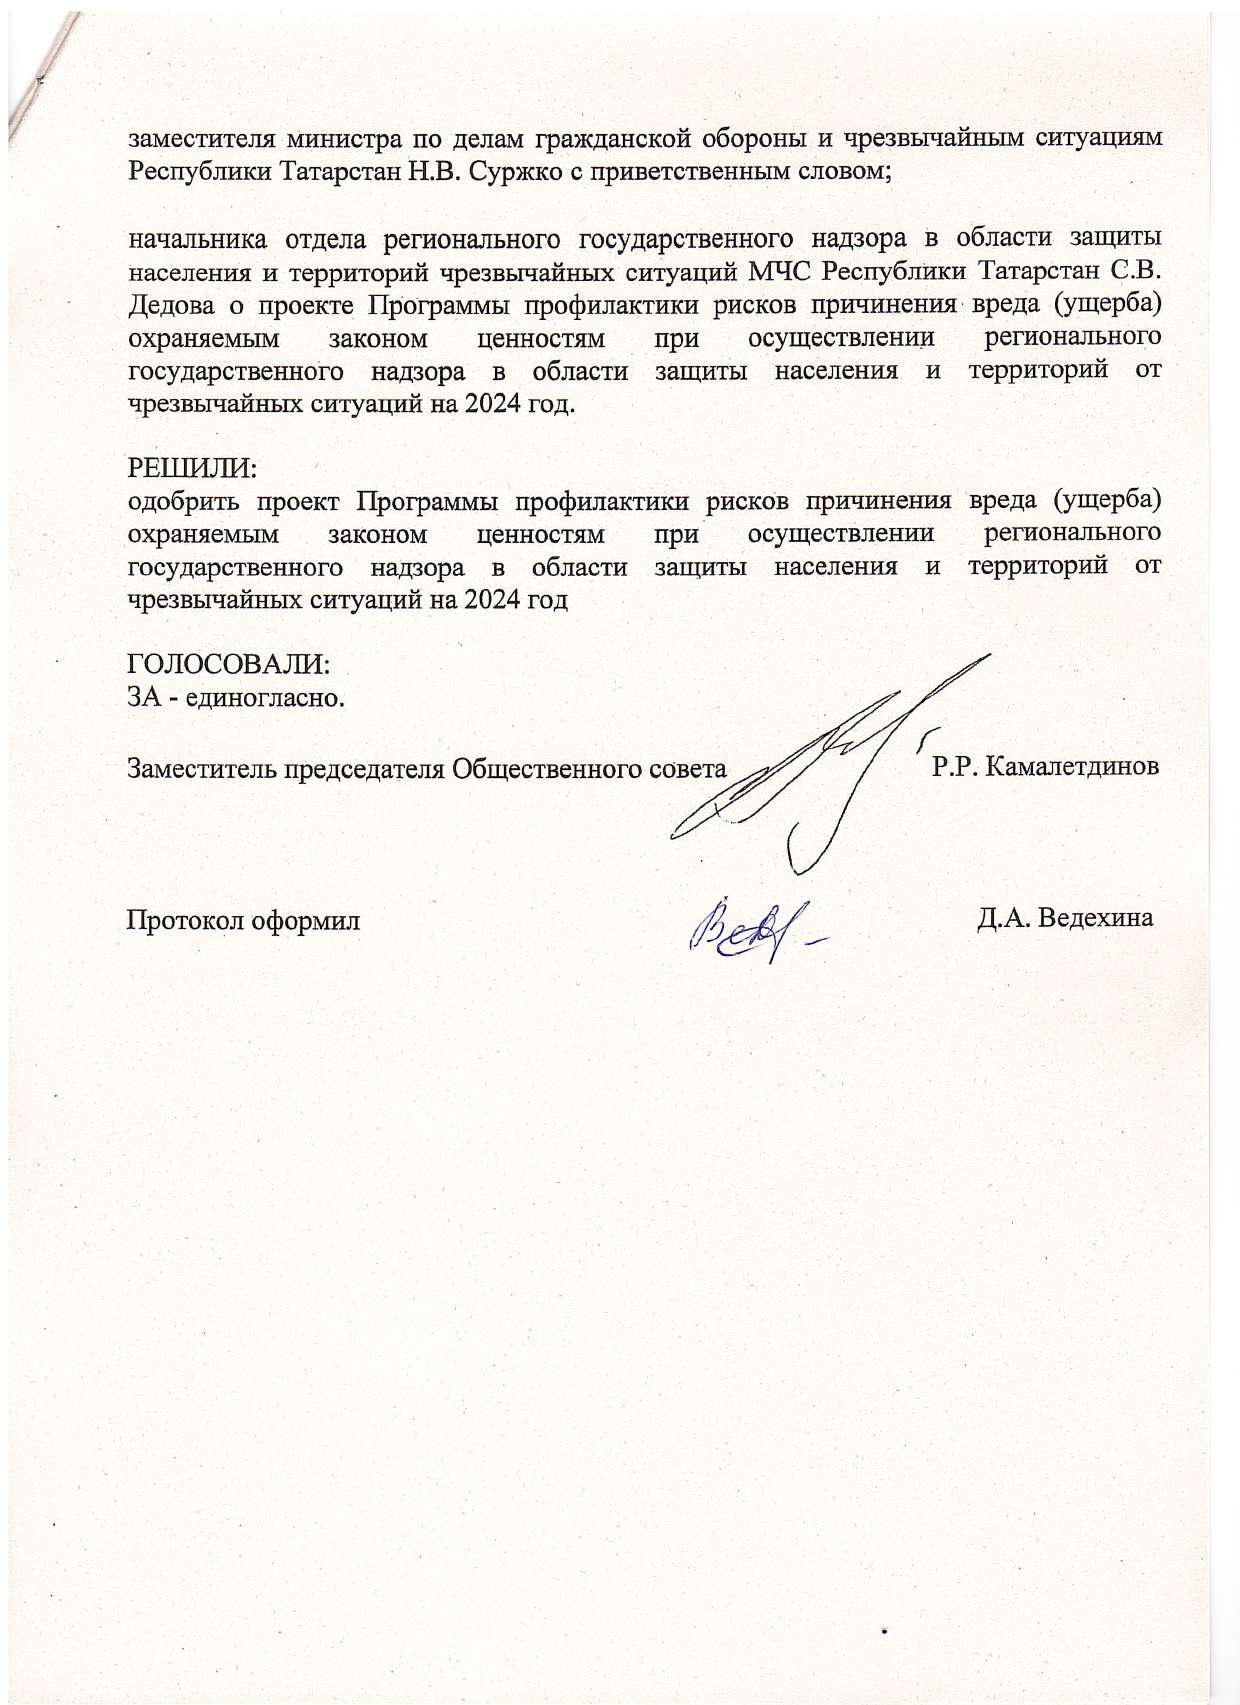 заместителя министра по делам гражданской обороны и чрезвычайным ситуациям
Республики Татарстан Н.В. Суржко с приветственным словом;
начальника отдела регионального государственного надзора в области защиты
населения и территорий чрезвычайных ситуаций МЧС Республики Татарстан С.В.
Дедова о проекте Программы профилактики рисков причинения вреда (ущерба)
охраняемым законом ценностям при осуществлении регионального
государственного надзора в области защиты населения и территорий от
чрезвычайных ситуаций на 2024 год.
РЕШИЛИ:
одобрить проект Программы профилактики рисков причинения вреда (ущерба)
охраняемым законом ценностям при осуществлении регионального
государственного надзора в области защиты населения и территорий от
чрезвычайных ситуаций на 2024 год
ГОЛОСОВАЛИ:
ЗА - единогласно.
Заместитель председателя Общественного совета Р.Р. Камалетдинов
Протокол оформил Д.А. Ведехина